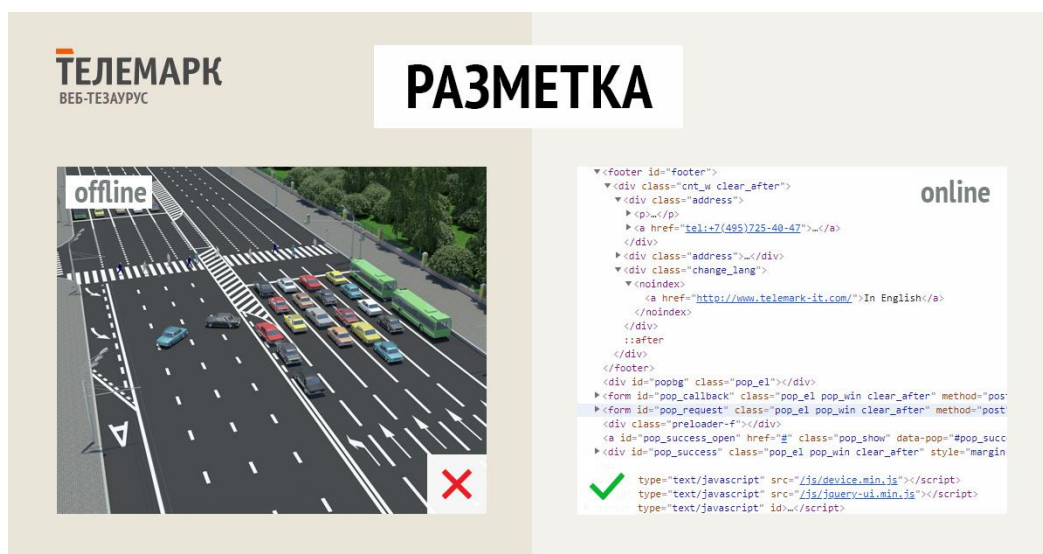 ТЕЛЕМАРК
ВЕБ-ТЕЗАУРУС
РАЗМЕТКА
offline
online
▼<footer id="footer">
▼<div class="cnt_w clear_after">
▼<div class="address">
▶<p>…</p>
▶<a href="tel:+7(495)725-40-47">…</a>
</div>
▶<div class="address">…</div>
▼<div class="change_lang">
▼<noindex>
<a href="http://www.telemark-it.com/">In English</a>
</noindex>
</div>
::after
</div>
</footer>
<div id="popbg" class="pop_el"></div>
▶<form id="pop_callback" class="pop_el pop_win clear_after" method="pos
▶<form id="pop_request" class="pop_el pop_win clear_after" method="post"
<div class="preloader-f"></div>
<a id="pop_success_open" href="#" class="pop_show" data-pop="#pop_succ
▶<div id="pop_success" class="pop_el pop_win clear_after" style="margin
type="text/javascript" src="/js/device.min.js"></script>
type="text/javascript" src="/js/jquery-ui.min.js"></script>
type="text/javascript" id>…</script>